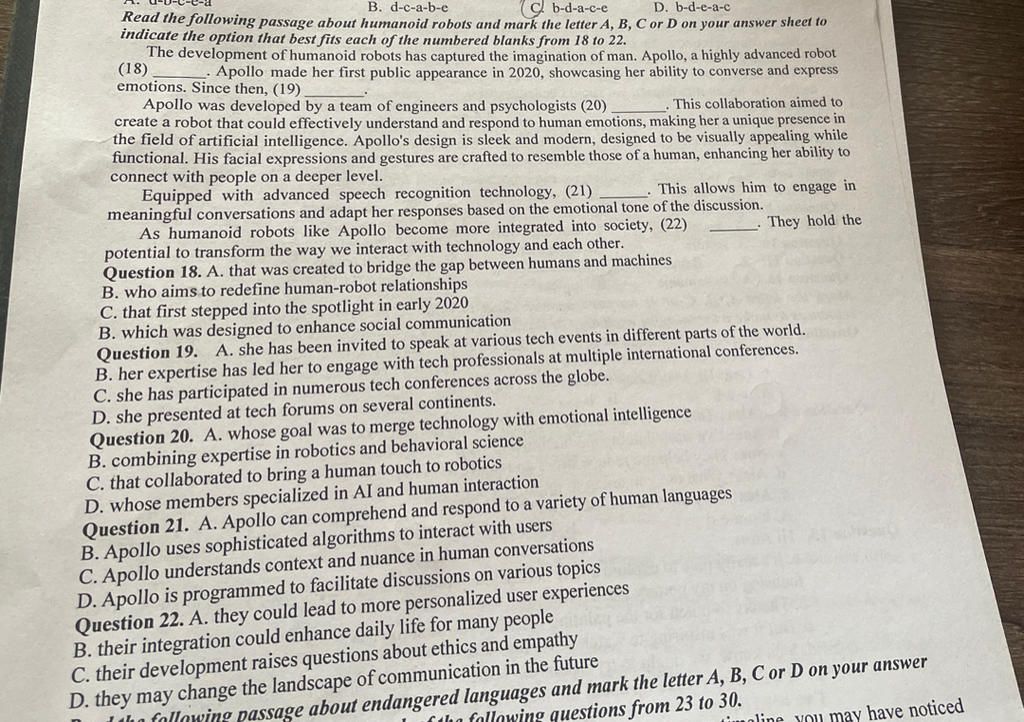 B. d-c-a-b-e C. b-d-a-c-e D. b-d-e-a-c
Read the following passage about humanoid robots and mark the letter A, B, C or D on your answer sheet to
indicate the option that best fits each of the numbered blanks from 18 to 22.
The development of humanoid robots has captured the imagination of man. Apollo, a highly advanced robot
(18) ______. Apollo made her first public appearance in 2020, showcasing her ability to converse and express
emotions. Since then, (19) ______.
Apollo was developed by a team of engineers and psychologists (20) ______. This collaboration aimed to
create a robot that could effectively understand and respond to human emotions, making her a unique presence in
the field of artificial intelligence. Apollo's design is sleek and modern, designed to be visually appealing while
functional. His facial expressions and gestures are crafted to resemble those of a human, enhancing her ability to
connect with people on a deeper level.
Equipped with advanced speech recognition technology, (21) ______. This allows him to engage in
meaningful conversations and adapt her responses based on the emotional tone of the discussion.
As humanoid robots like Apollo become more integrated into society, (22) ______. They hold the
potential to transform the way we interact with technology and each other.
Question 18. A. that was created to bridge the gap between humans and machines
B. who aims to redefine human-robot relationships
C. that first stepped into the spotlight in early 2020
B. which was designed to enhance social communication
Question 19. A. she has been invited to speak at various tech events in different parts of the world.
B. her expertise has led her to engage with tech professionals at multiple international conferences.
C. she has participated in numerous tech conferences across the globe.
D. she presented at tech forums on several continents.
Question 20. A. whose goal was to merge technology with emotional intelligence
B. combining expertise in robotics and behavioral science
C. that collaborated to bring a human touch to robotics
D. whose members specialized in AI and human interaction
Question 21. A. Apollo can comprehend and respond to a variety of human languages
B. Apollo uses sophisticated algorithms to interact with users
C. Apollo understands context and nuance in human conversations
D. Apollo is programmed to facilitate discussions on various topics
Question 22. A. they could lead to more personalized user experiences
B. their integration could enhance daily life for many people
C. their development raises questions about ethics and empathy
D. they may change the landscape of communication in the future
following passage about endangered languages and mark the letter A, B, C or D on your answer
following questions from 23 to 30.
you may have noticed